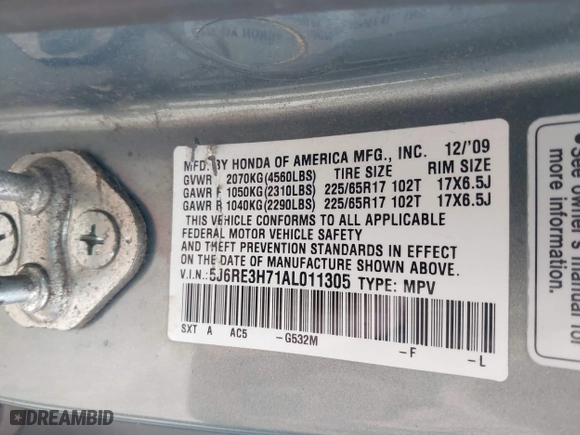 MFD. BY HONDA OF AMERICA MFG., INC. 12/'09
GVWR 2070KG(4560LBS) TIRE SIZE RIM SIZE
GAWR F 1050KG(2310LBS) 225/65R17 102T 17X6.5J
GAWR R 1040KG(2290LBS) 225/65R17 102T 17X6.5J
THIS VEHICLE CONFORMS TO ALL APPLICABLE
FEDERAL MOTOR VEHICLE SAFETY
AND THEFT PREVENTION STANDARDS IN EFFECT
ON THE DATE OF MANUFACTURE SHOWN ABOVE.
V.I.N.: 5J6RE3H71AL011305 TYPE: MPV
SXT A AC5 -G532M -F -L
See owner's
manual for
more
DREAMBID